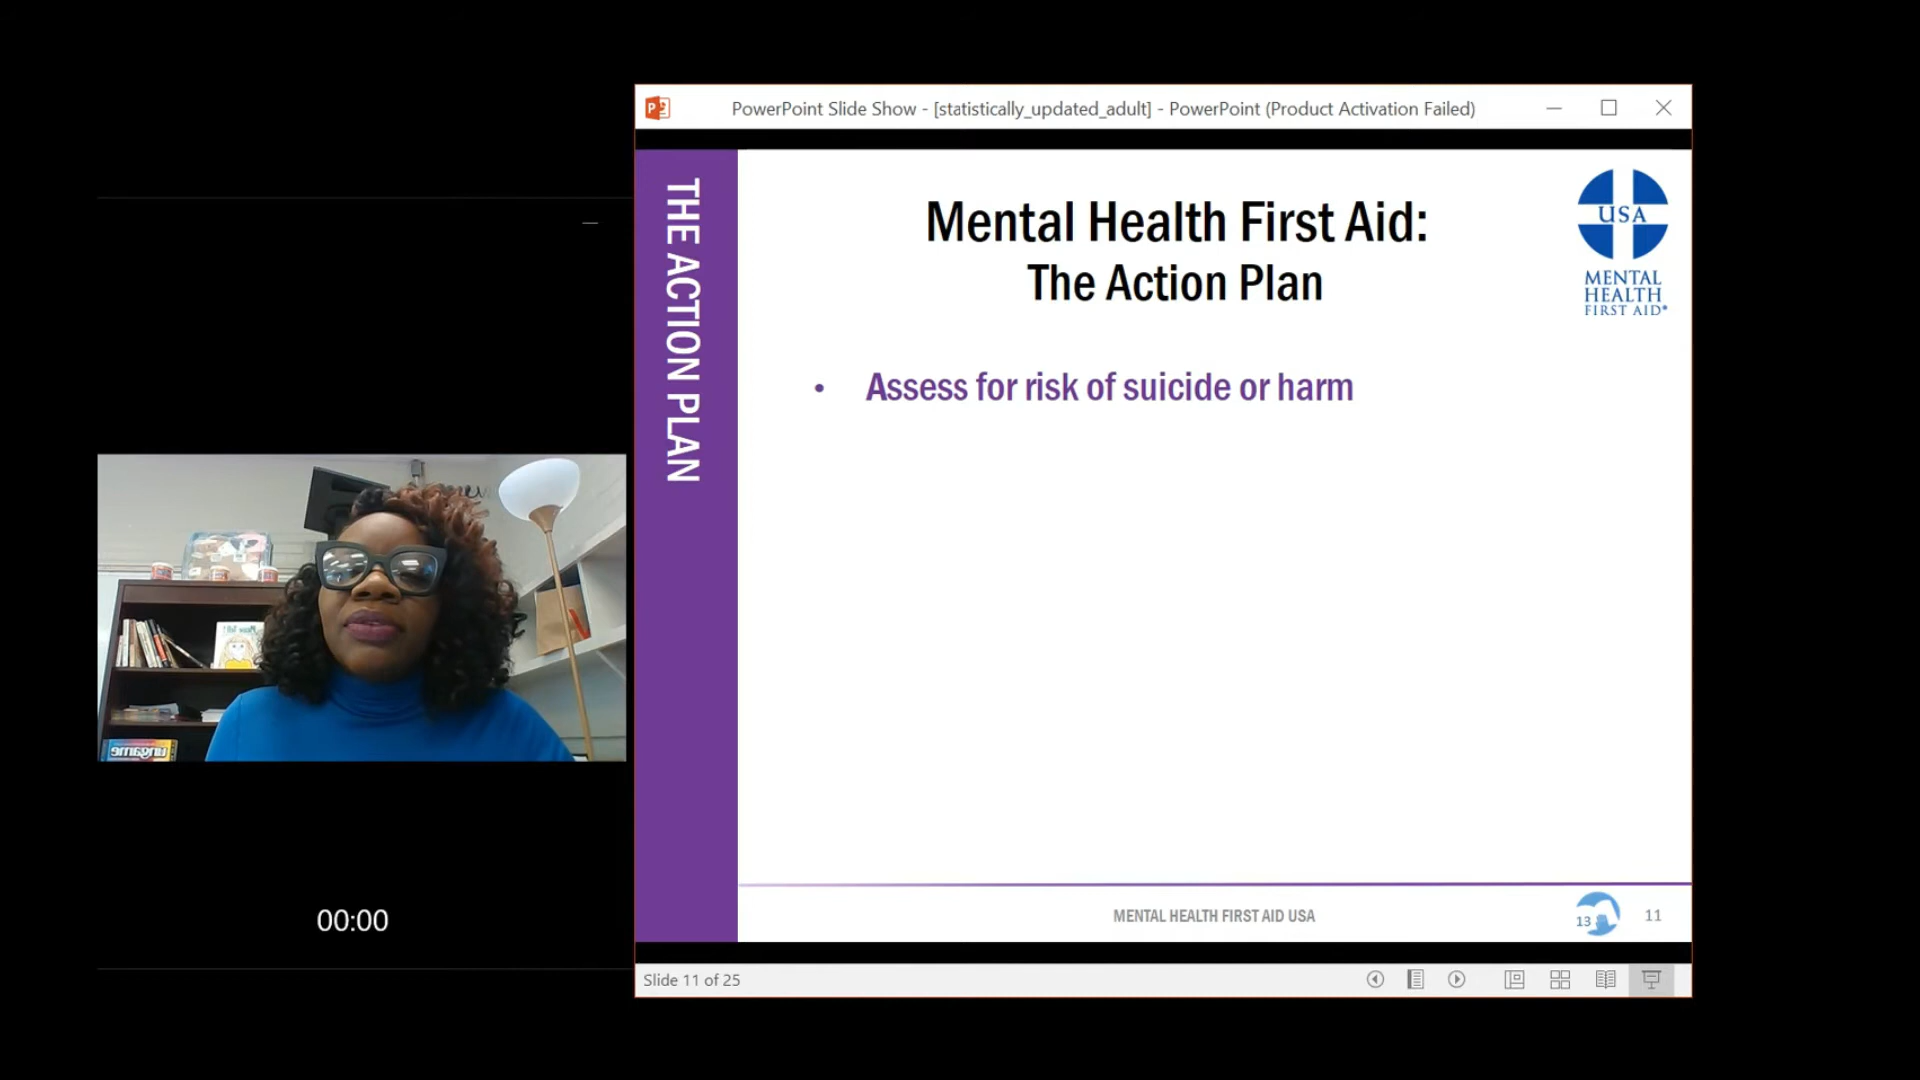 PowerPoint Slide Show - [statistically_updated_adult] - PowerPoint (Product Activation Failed)
THE ACTION PLAN
Mental Health First Aid:
The Action Plan
USA
MENTAL
HEALTH
FIRST AID®
• Assess for risk of suicide or harm
ungame
00:00
MENTAL HEALTH FIRST AID USA
13
11
Slide 11 of 25